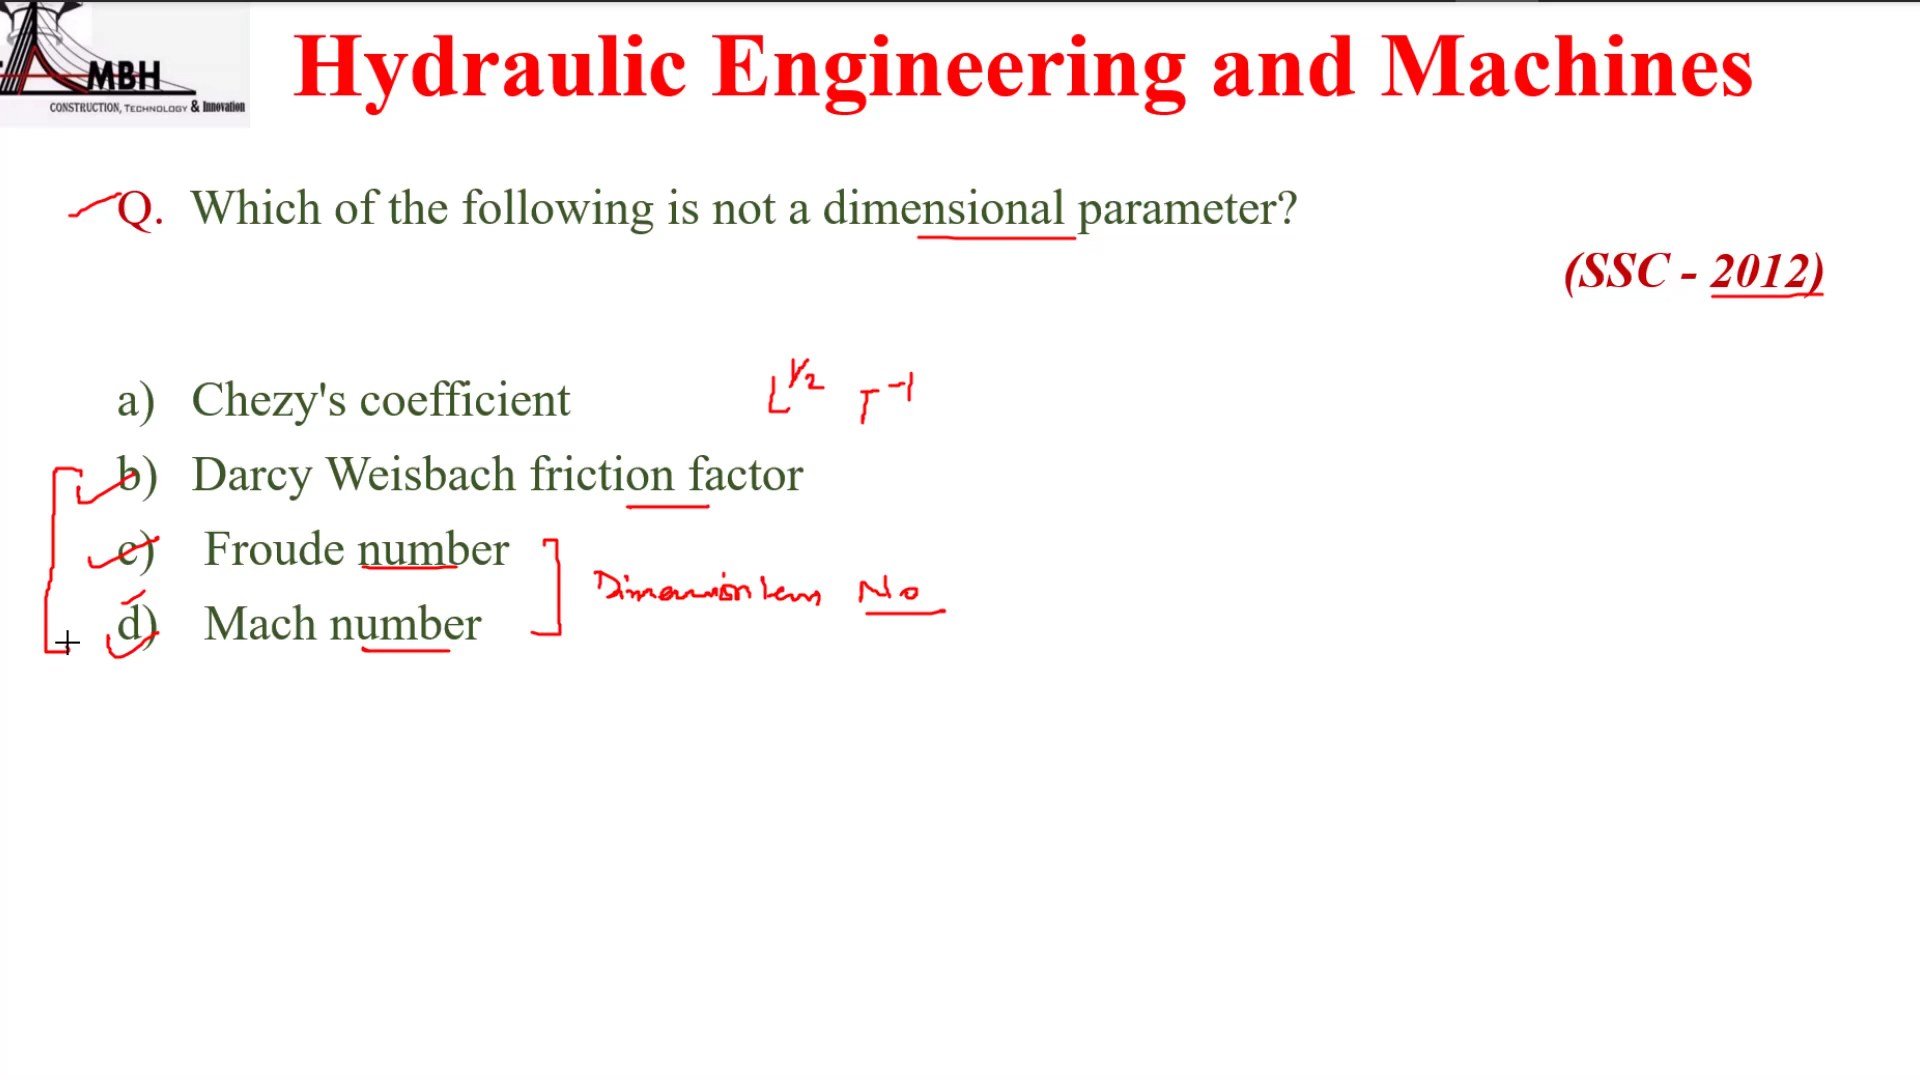 MBH
CONSTRUCTION, TECHNOLOGY & Innovation
Hydraulic Engineering and Machines
Q. Which of the following is not a dimensional parameter?
(SSC - 2012)
a) Chezy's coefficient L^1/2 T^-1
b) Darcy Weisbach friction factor
c) Froude number
Dimensionless No
d) Mach number